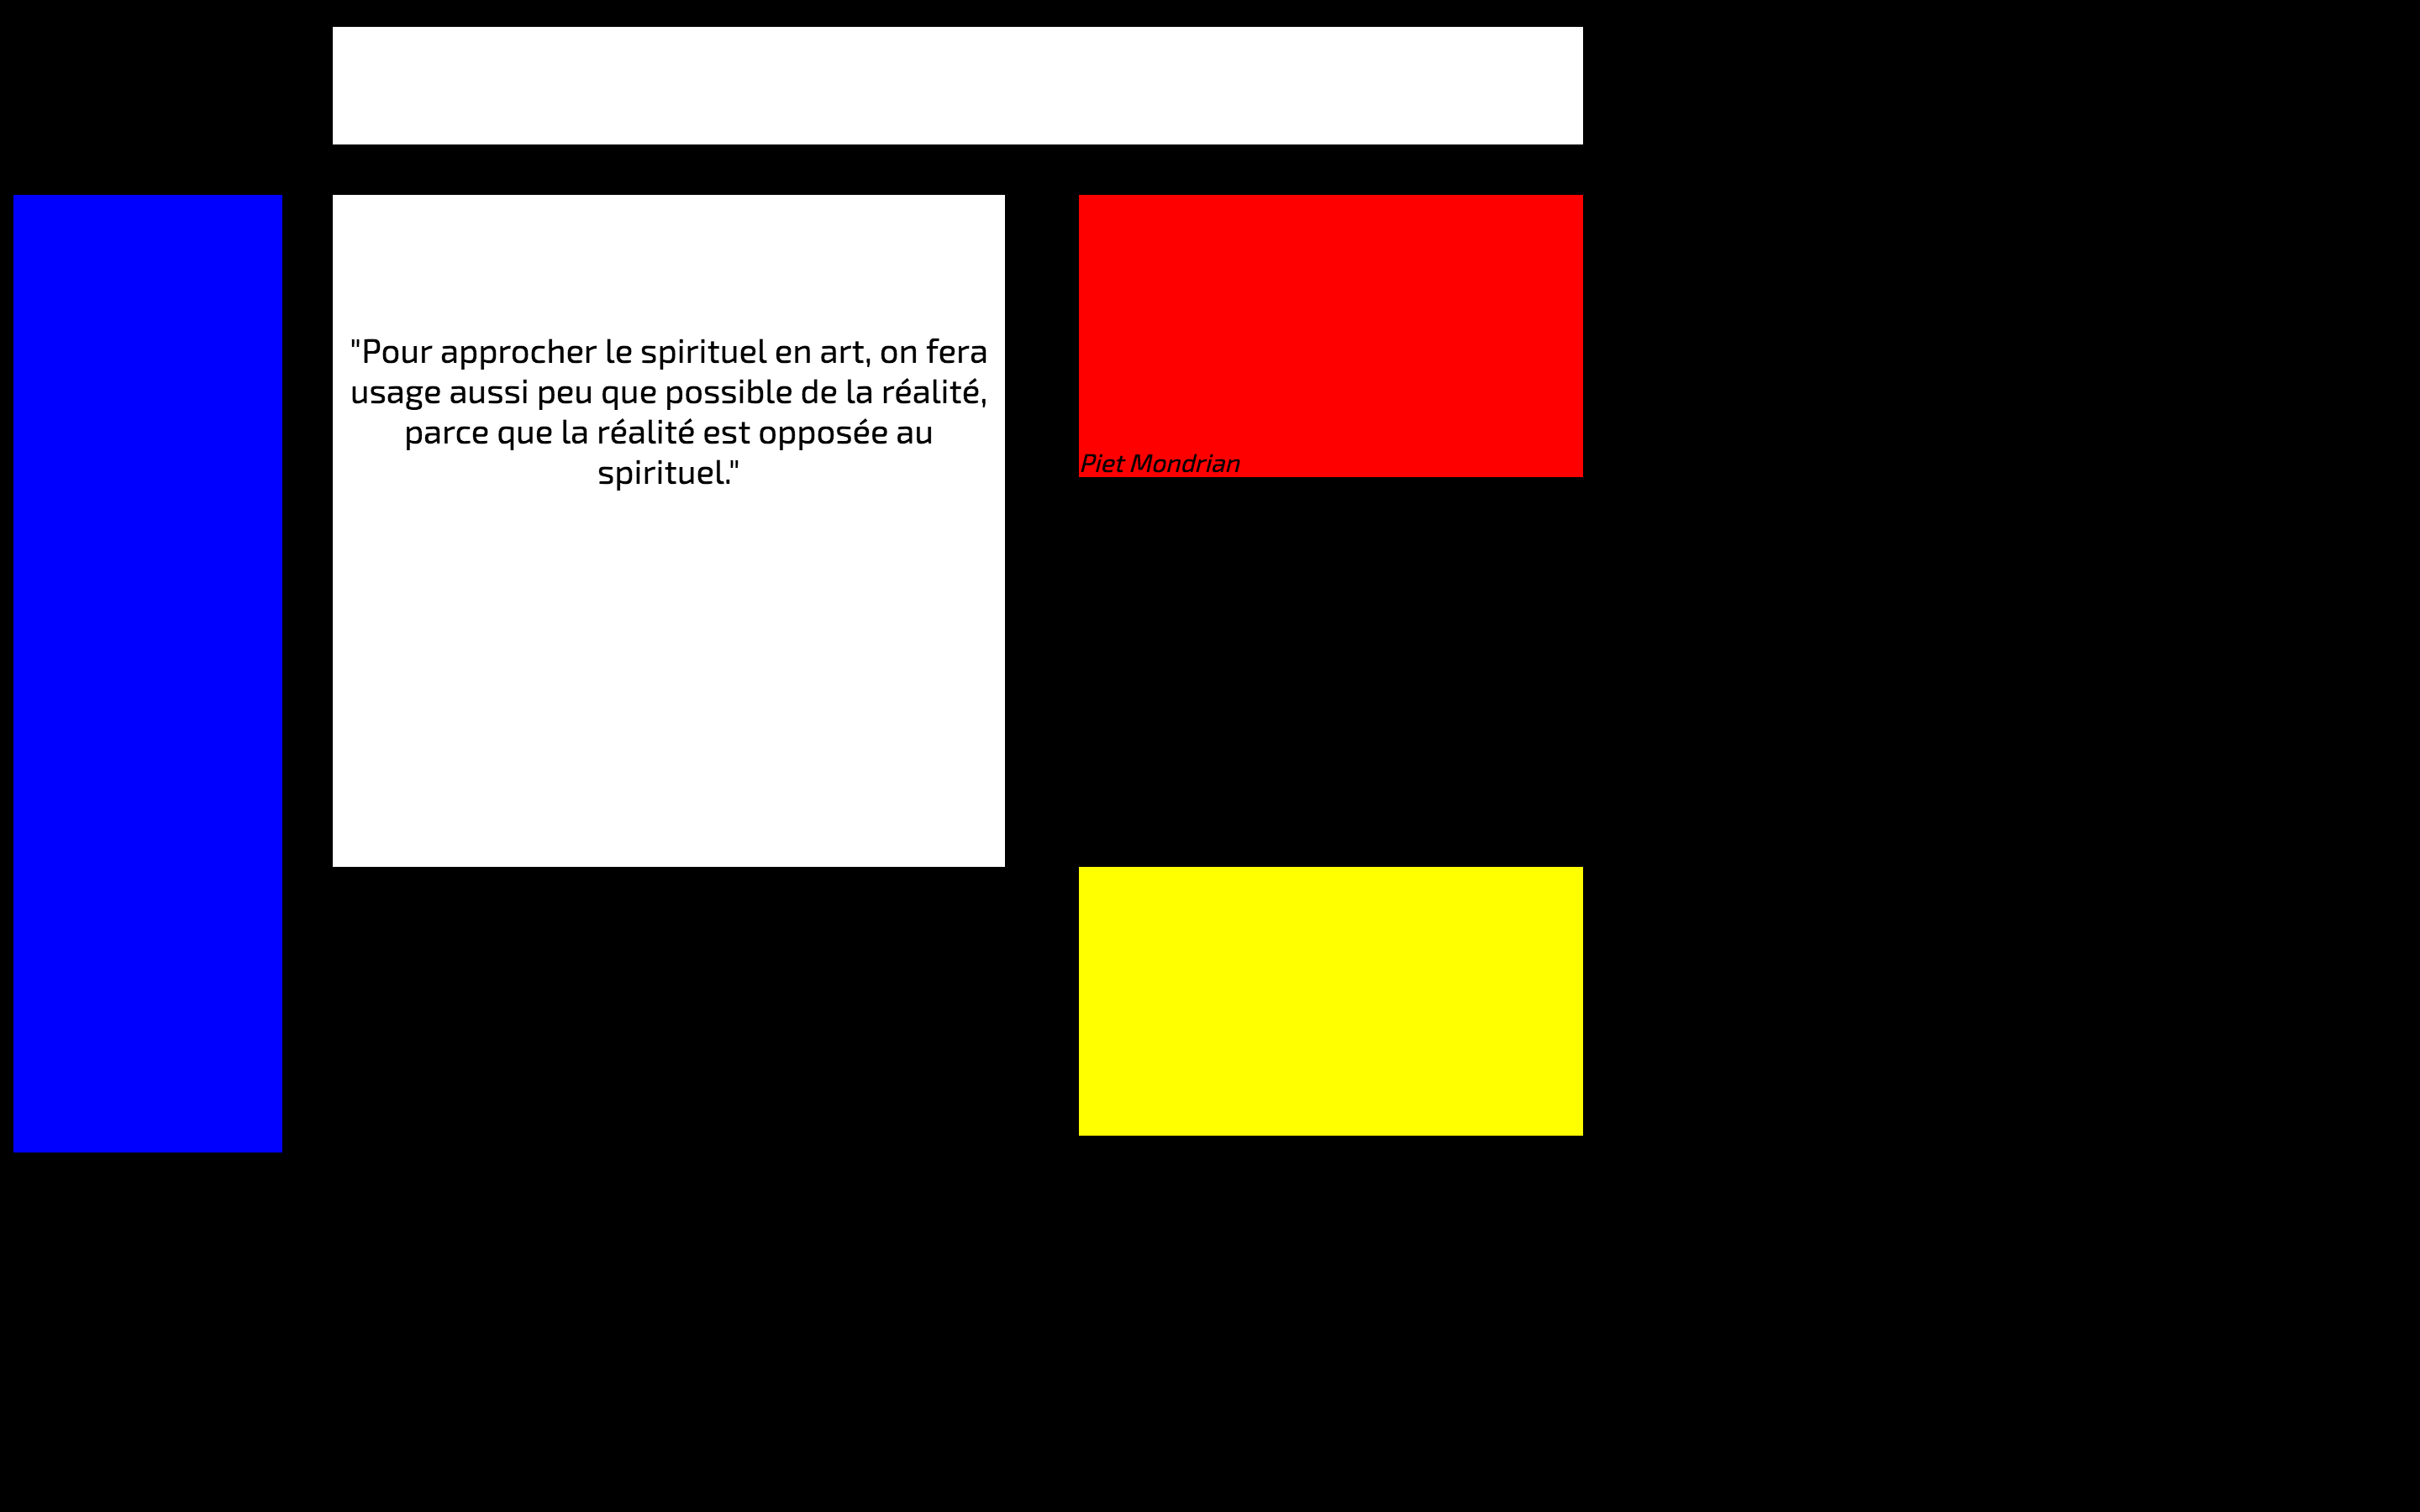 "Pour approcher le spirituel en art, on fera
usage aussi peu que possible de la réalité,
parce que la réalité est opposée au
spirituel."
Piet Mondrian